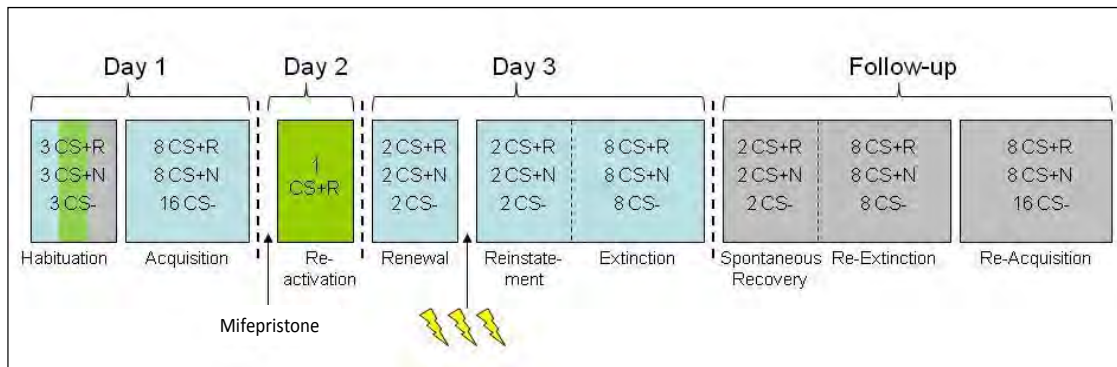 Day 1
Day 2
Day 3
Follow-up
3 CS+R
3 CS+N
3 CS-
8 CS+R
8 CS+N
16 CS-
1
CS+R
2 CS+R
2 CS+N
2 CS-
2 CS+R
2 CS+N
2 CS-
8 CS+R
8 CS+N
8 CS-
2 CS+R
2 CS+N
2 CS-
8 CS+R
8 CS+N
8 CS-
8 CS+R
8 CS+N
16 CS-
Habituation
Acquisition
Re-
activation
Renewal
Reinstate-
ment
Extinction
Spontaneous
Recovery
Re-Extinction
Re-Acquisition
Mifepristone